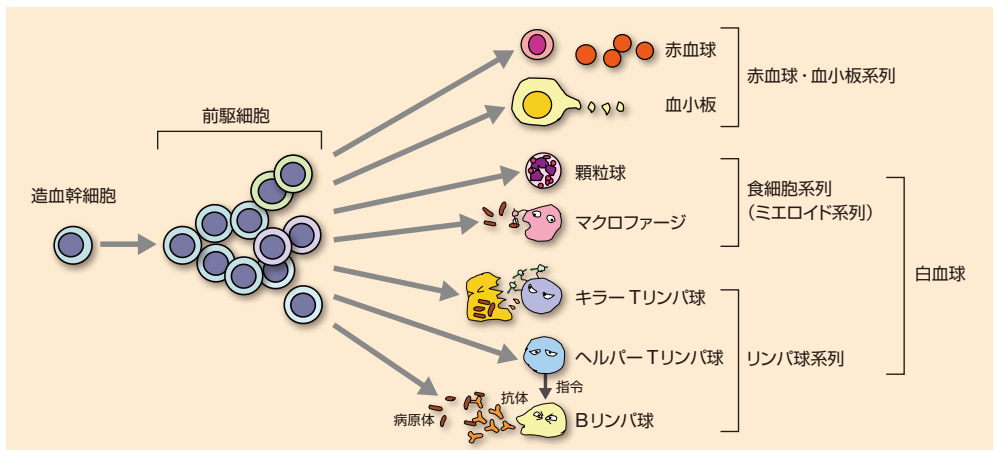 造血幹細胞
前駆細胞
赤血球
血小板
赤血球・血小板系列
顆粒球
マクロファージ
食細胞系列
（ミエロイド系列）
キラーTリンパ球
ヘルパーTリンパ球
指令
抗体
病原体
Bリンパ球
リンパ球系列
白血球